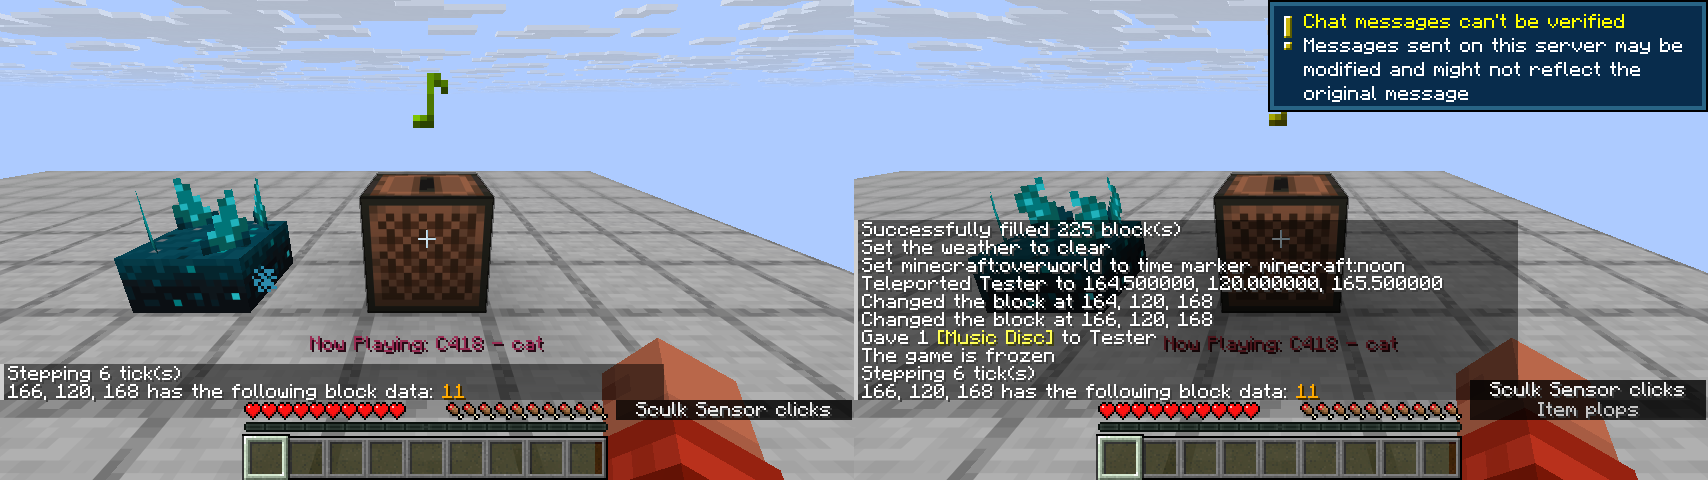 Now Playing: C418 - cat
Stepping 6 tick(s)
166, 120, 168 has the following block data: 11
Sculk Sensor clicks
Chat messages can't be verified
Messages sent on this server may be
modified and might not reflect the
original message
Successfully filled 225 block(s)
Set the weather to clear
Set minecraft:overworld to time marker minecraft:noon
Teleported Tester to 164.500000, 120.000000, 165.500000
Changed the block at 164, 120, 168
Changed the block at 166, 120, 168
Gave 1 [Music Disc] to Tester
Now Playing: C418 - cat
The game is frozen
Stepping 6 tick(s)
166, 120, 168 has the following block data: 11
Sculk Sensor clicks
Item plops